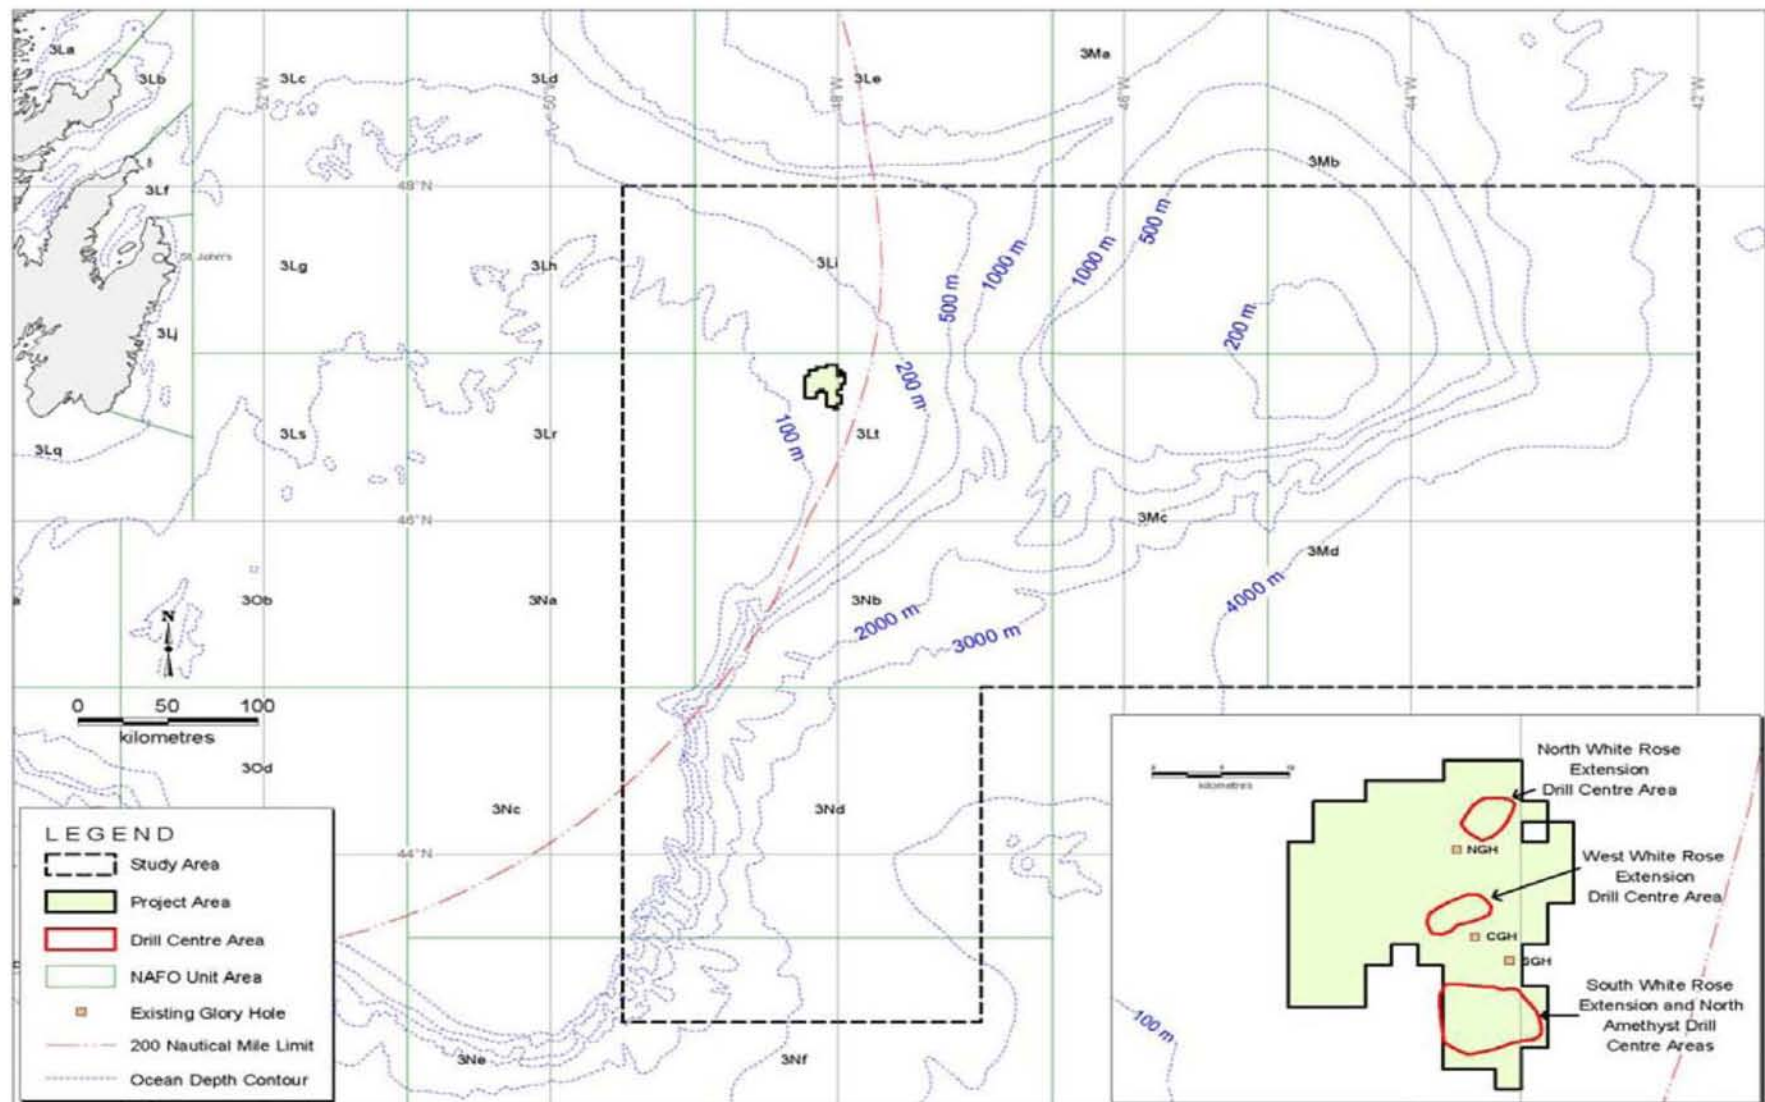 3La
3Lb
3Lc
3Ld
3Le
3Ma
52°W
50°W
48°W
46°W
44°W
42°W
3Mb
3Lf
48°N
St. John's
3Lg
3Lh
3Li
500 m
1000 m
1000 m
500 m
200 m
3Lj
200 m
100 m
3Lq
3Ls
3Lr
3Lt
46°N
3Mc
3Md
3Ob
3Na
3Nb
2000 m
3000 m
4000 m
N
0 50 100
kilometres
3Od
3Nc
3Nd
44°N
3Ne
3Nf
100 m
LEGEND
Study Area
Project Area
Drill Centre Area
NAFO Unit Area
Existing Glory Hole
200 Nautical Mile Limit
Ocean Depth Contour
kilometres
North White Rose
Extension
Drill Centre Area
NGH
West White Rose
Extension
Drill Centre Area
CGH
SGH
South White Rose
Extension and North
Amethyst Drill
Centre Areas